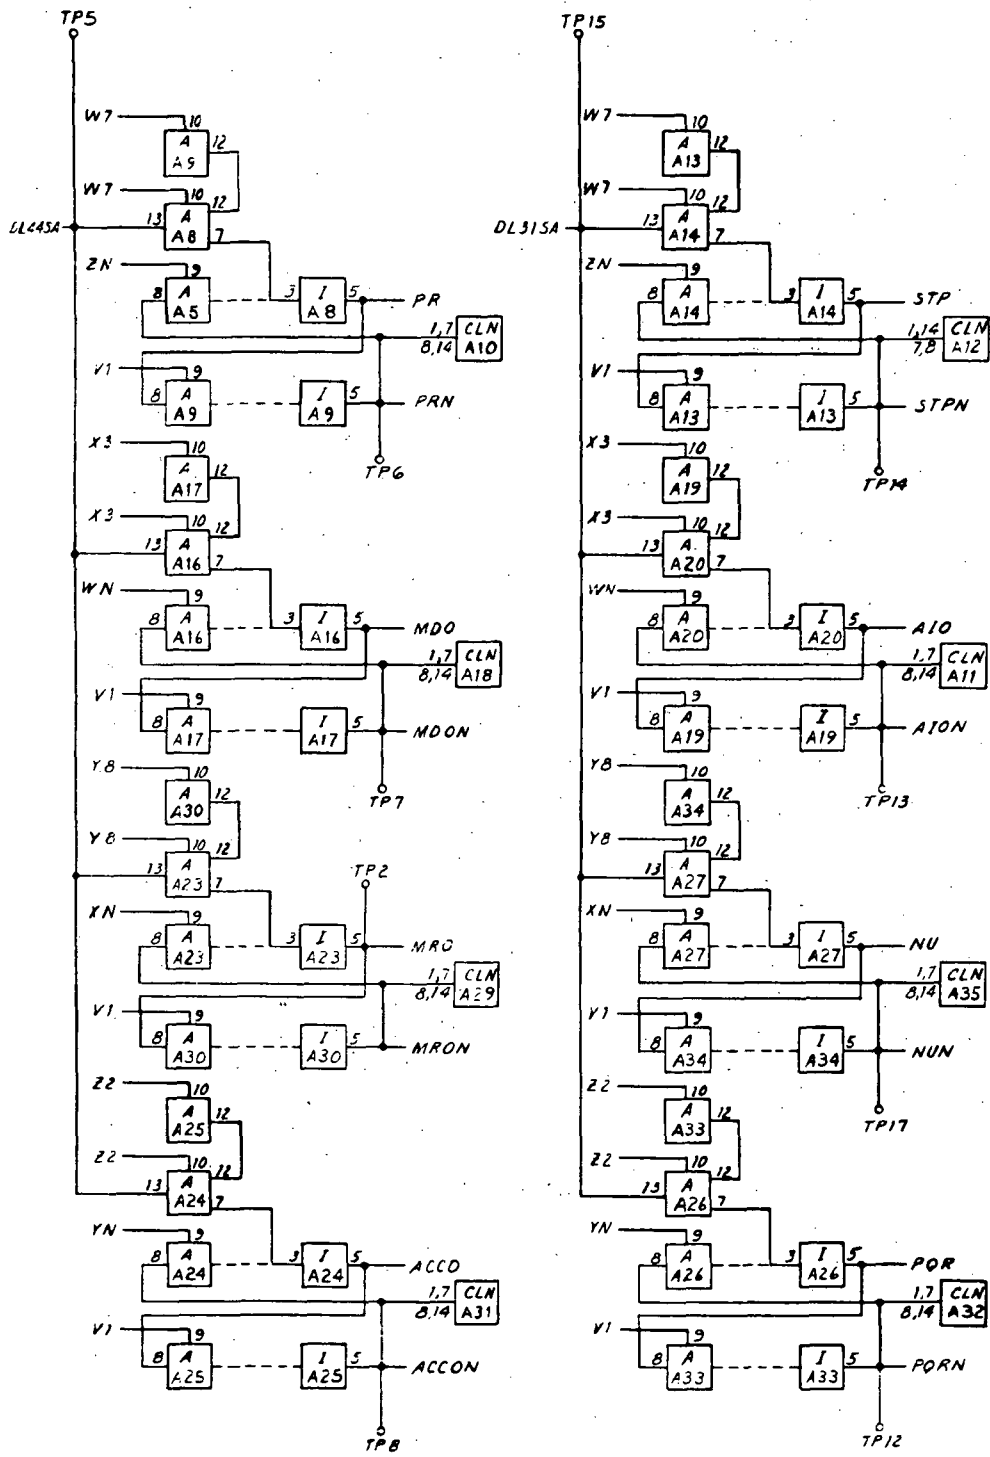 TP5
W7
10
A
A9
12
W7
10
12
DL44SA
13
A
A8
7
ZN
9
8
A
A5
3
I
A8
5
PR
1,7
8,14
CLN
A10
V1
9
8
A
A9
I
A9
5
PRN
TP6
X3
10
A
A17
12
X3
10
12
13
A
A16
7
WN
9
8
A
A16
3
I
A16
5
MDO
1,7
8,14
CLN
A18
V1
9
8
A
A17
I
A17
5
MDON
TP7
Y8
10
A
A30
12
Y8
10
12
13
A
A23
7
TP2
XN
9
8
A
A23
3
I
A23
5
MRO
1,7
8,14
CLN
A29
V1
9
8
A
A30
I
A30
5
MRON
Z2
10
A
A25
12
Z2
10
12
13
A
A24
7
YN
9
8
A
A24
3
I
A24
5
ACCO
1,7
8,14
CLN
A31
V1
9
8
A
A25
I
A25
5
ACCON
TP8
TP15
W7
10
A
A13
12
W7
10
12
DL31SA
13
A
A14
7
ZN
9
8
A
A14
3
I
A14
5
STP
1,14
7,8
CLN
A12
V1
9
8
A
A13
I
A13
5
STPN
TP14
X3
10
A
A19
12
X3
10
12
13
A
A20
7
WN
9
8
A
A20
3
I
A20
5
AIO
1,7
8,14
CLN
A11
V1
9
8
A
A19
I
A19
5
AION
TP13
Y8
10
A
A34
12
Y8
10
12
13
A
A27
7
XN
9
8
A
A27
3
I
A27
5
NU
1,7
8,14
CLN
A35
V1
9
8
A
A34
I
A34
5
NUN
TP17
Z2
10
A
A33
12
Z2
10
12
13
A
A26
7
YN
9
8
A
A26
3
I
A26
5
PQR
1,7
8,14
CLN
A32
V1
9
8
A
A33
I
A33
5
PQRN
TP12